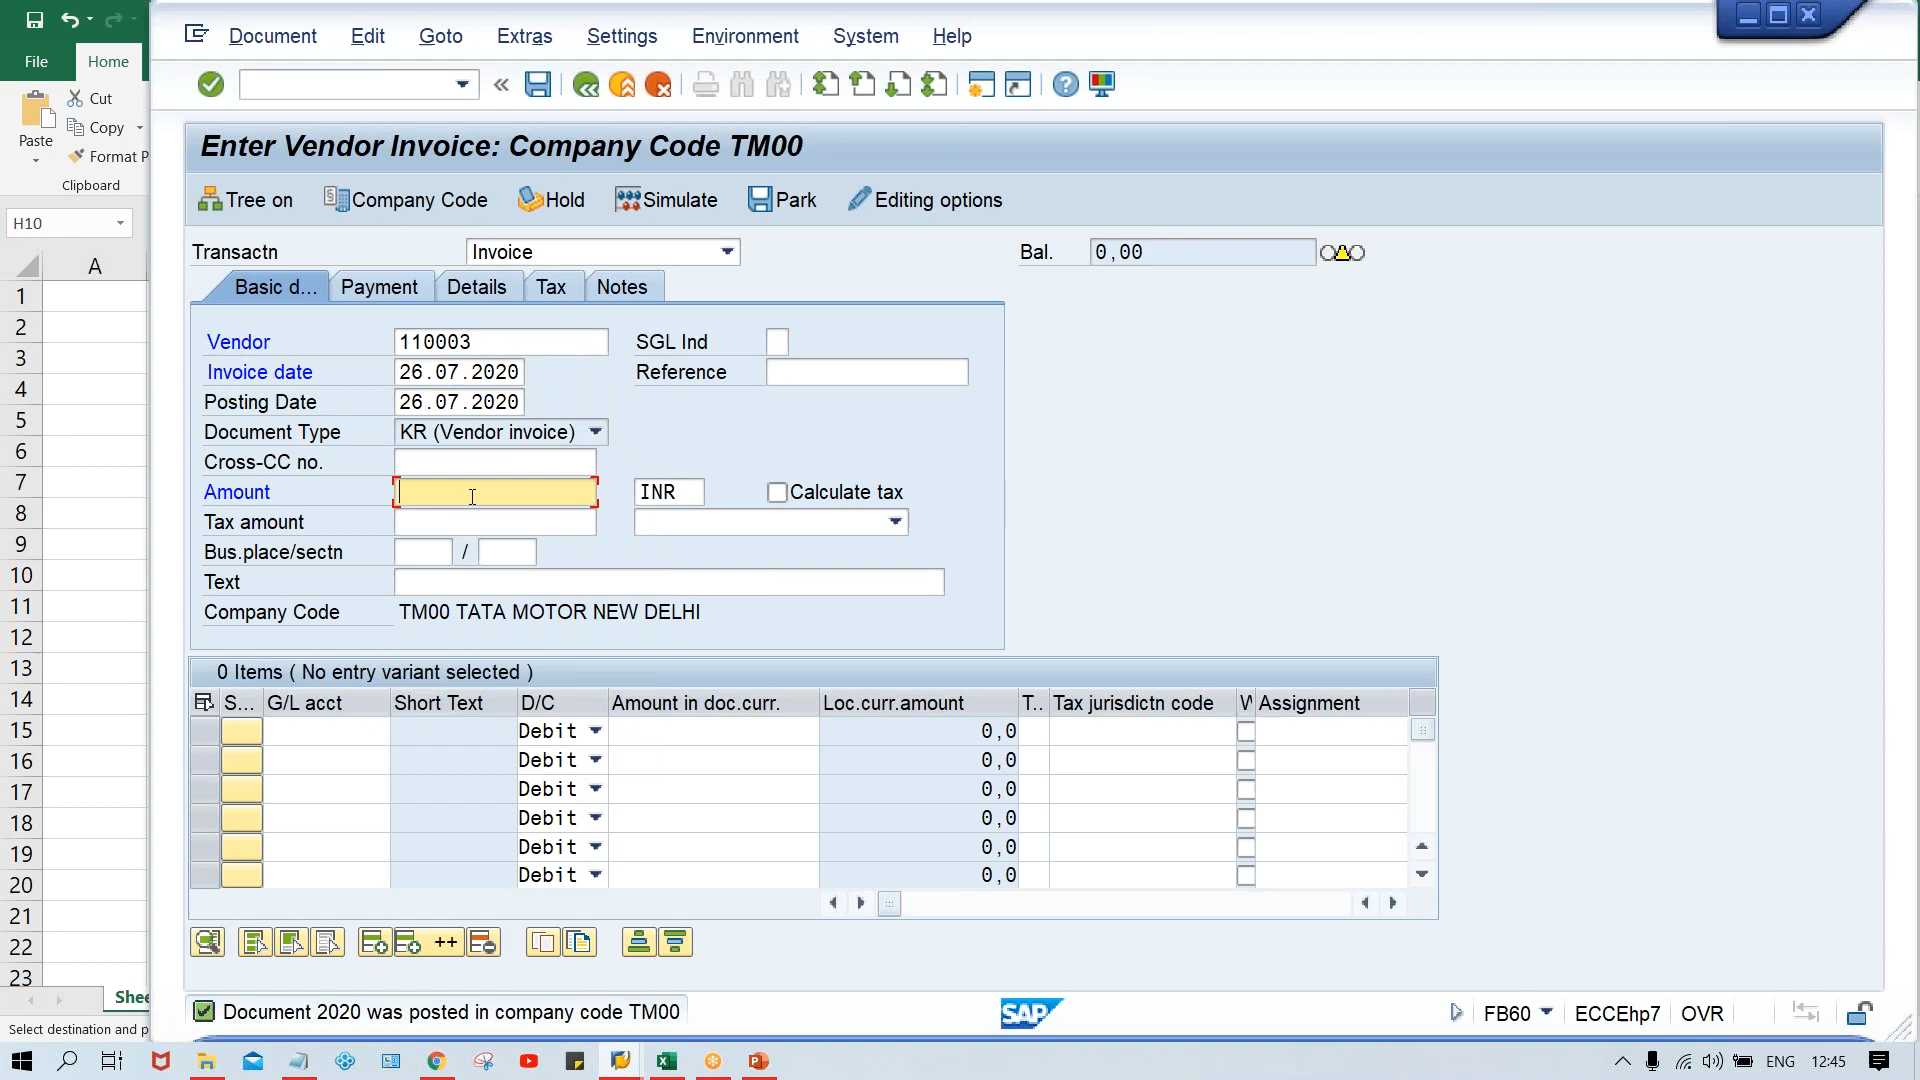 Document Edit Goto Extras Settings Environment System Help
File Home
Cut
Copy
Paste
Format P
Clipboard
Enter Vendor Invoice: Company Code TM00
Tree on Company Code Hold Simulate Park Editing options
H10
A
Transactn Invoice Bal. 0,00
Basic d... Payment Details Tax Notes
Vendor 110003 SGL Ind
Invoice date 26.07.2020 Reference
Posting Date 26.07.2020
Document Type KR (Vendor invoice)
Cross-CC no.
Amount INR Calculate tax
Tax amount
Bus.place/sectn /
Text
Company Code TM00 TATA MOTOR NEW DELHI
0 Items ( No entry variant selected )
S... G/L acct Short Text D/C Amount in doc.curr. Loc.curr.amount T.. Tax jurisdictn code W Assignment
Debit 0,0
Debit 0,0
Debit 0,0
Debit 0,0
Debit 0,0
Debit 0,0
++
1
2
3
4
5
6
7
8
9
10
11
12
13
14
15
16
17
18
19
20
21
22
23
Shee
Document 2020 was posted in company code TM00 SAP FB60 ECCEhp7 OVR
Select destination and p
ENG 12:45